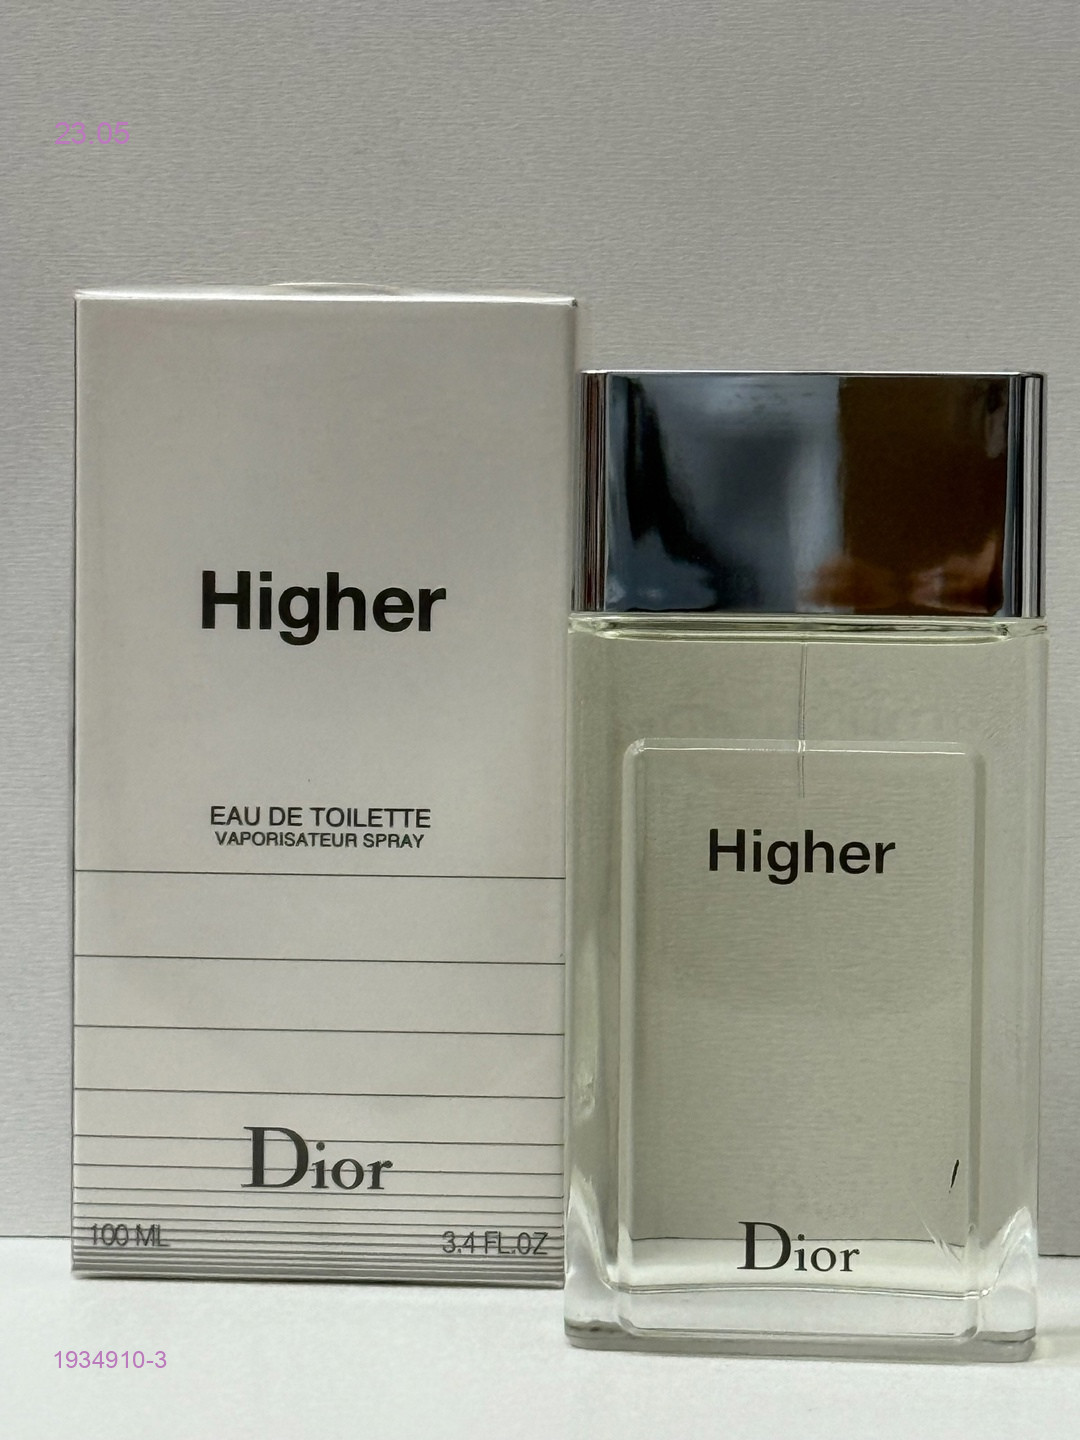 23.05
Higher
EAU DE TOILETTE
VAPORISATEUR SPRAY
Dior
100 ML
3.4 FL.OZ
Higher
Dior
1934910-3